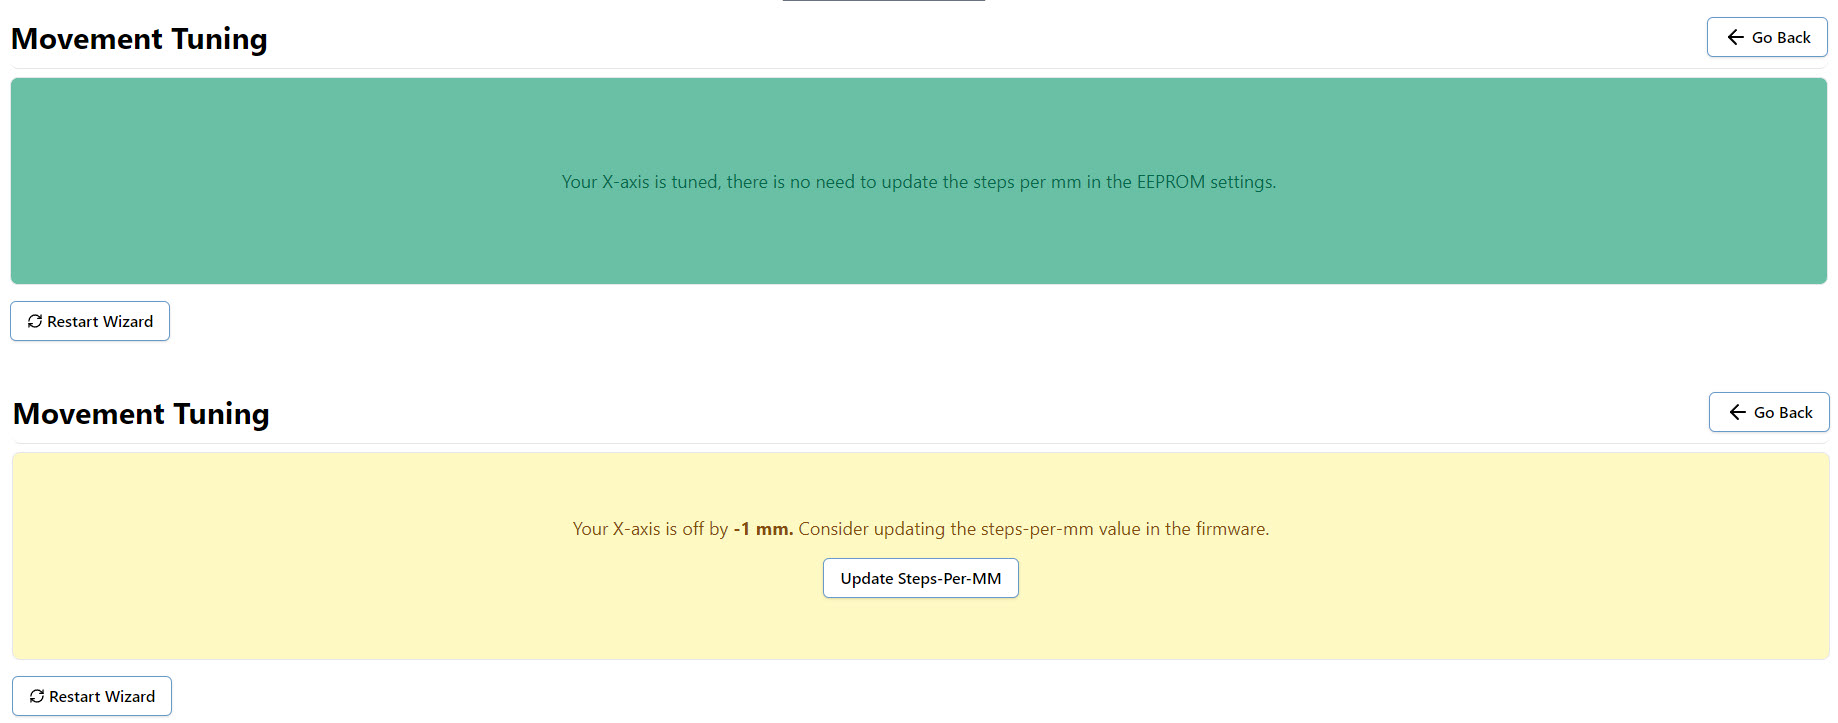 Movement Tuning
Go Back
Your X-axis is tuned, there is no need to update the steps per mm in the EEPROM settings.
Restart Wizard
Movement Tuning
Go Back
Your X-axis is off by -1 mm. Consider updating the steps-per-mm value in the firmware.
Update Steps-Per-MM
Restart Wizard